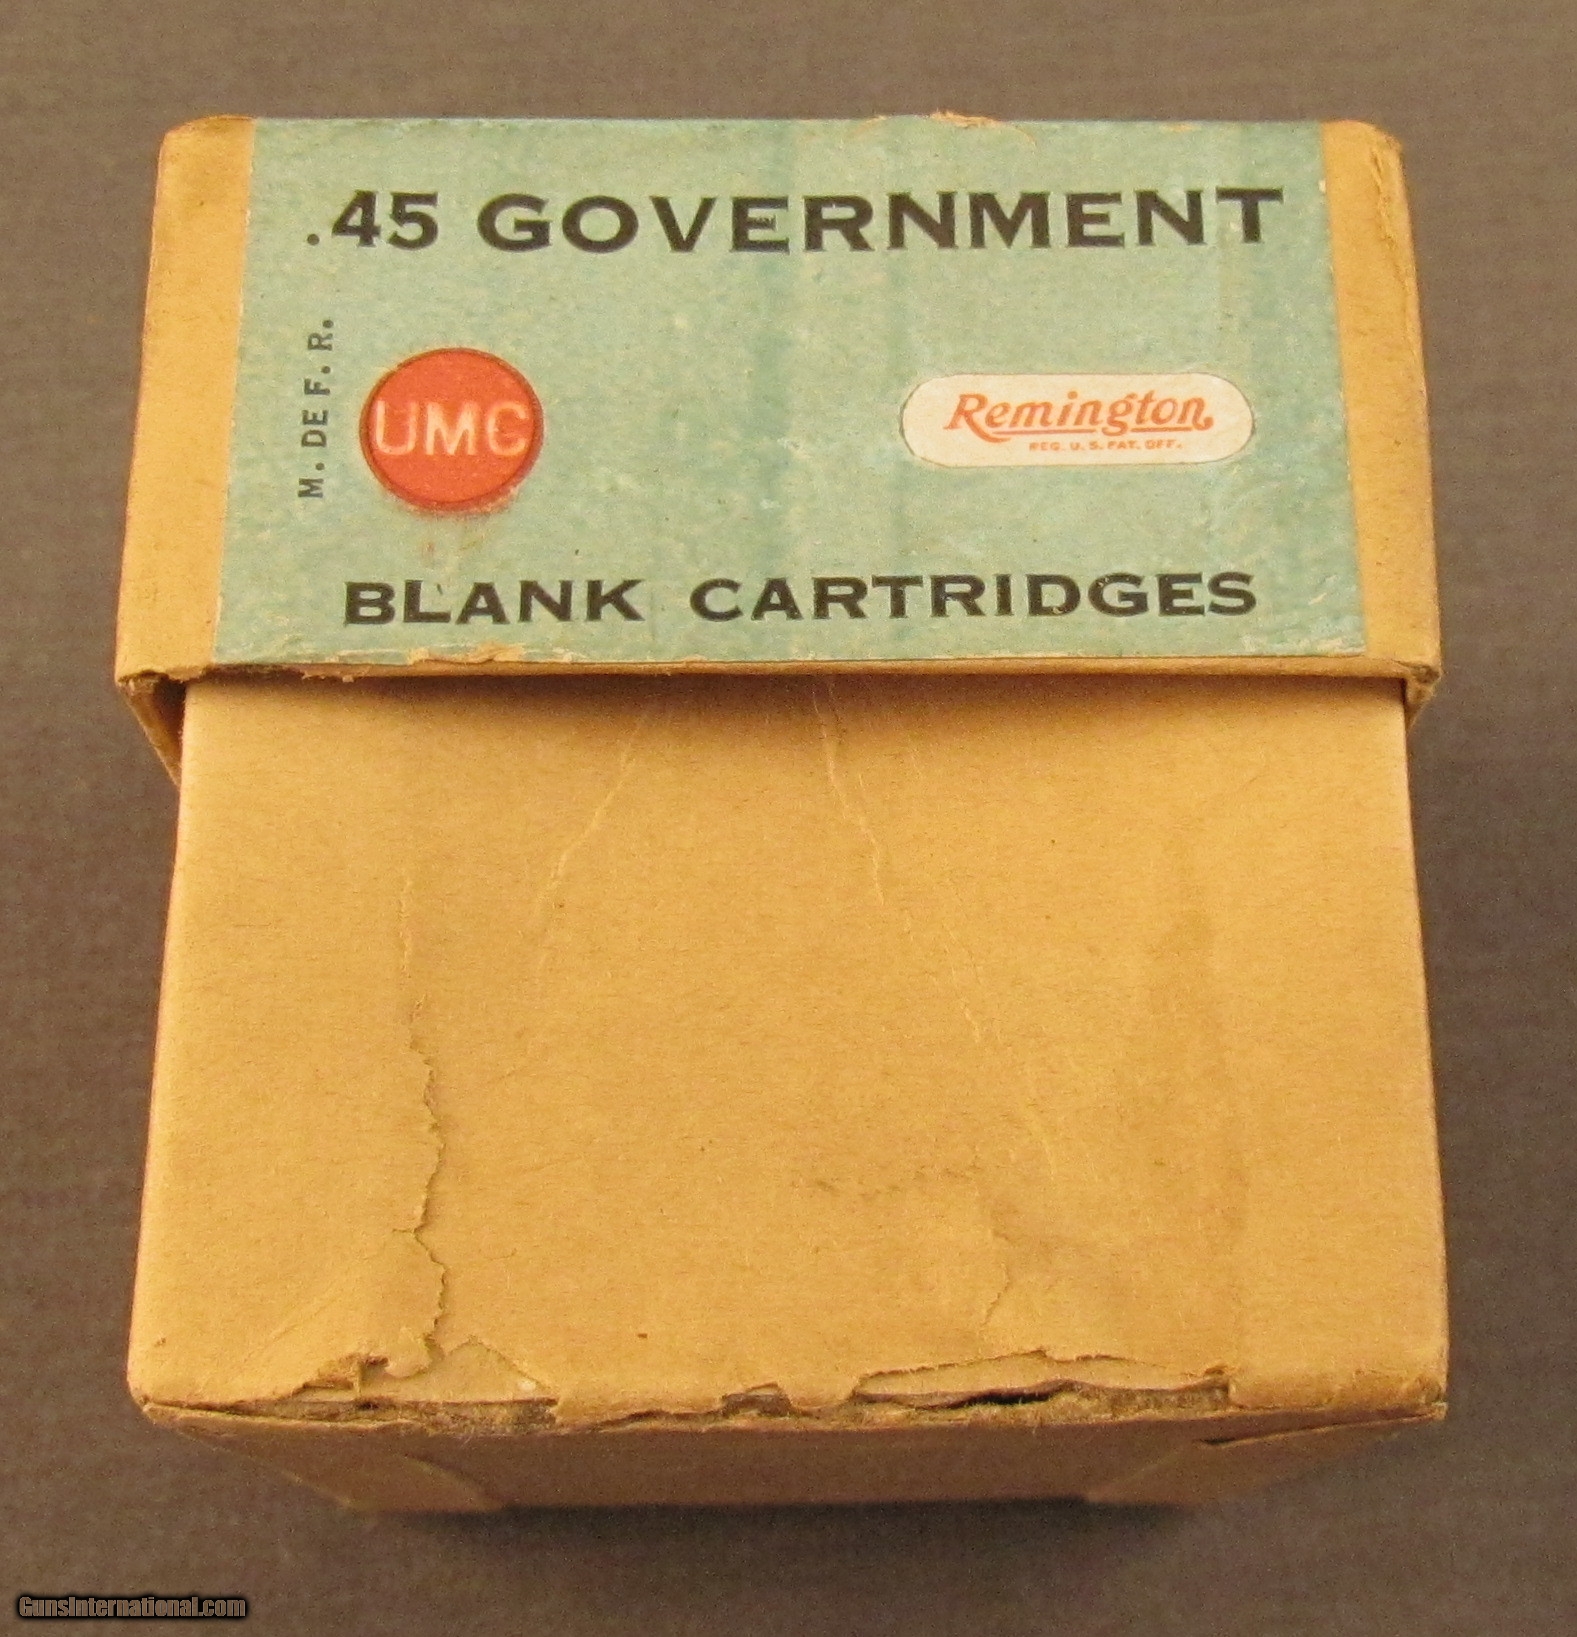 .45 GOVERNMENT
M. DE F. R.
UMC
Remington
REG. U. S. PAT. OFF.
BLANK CARTRIDGES
GunsInternational.com